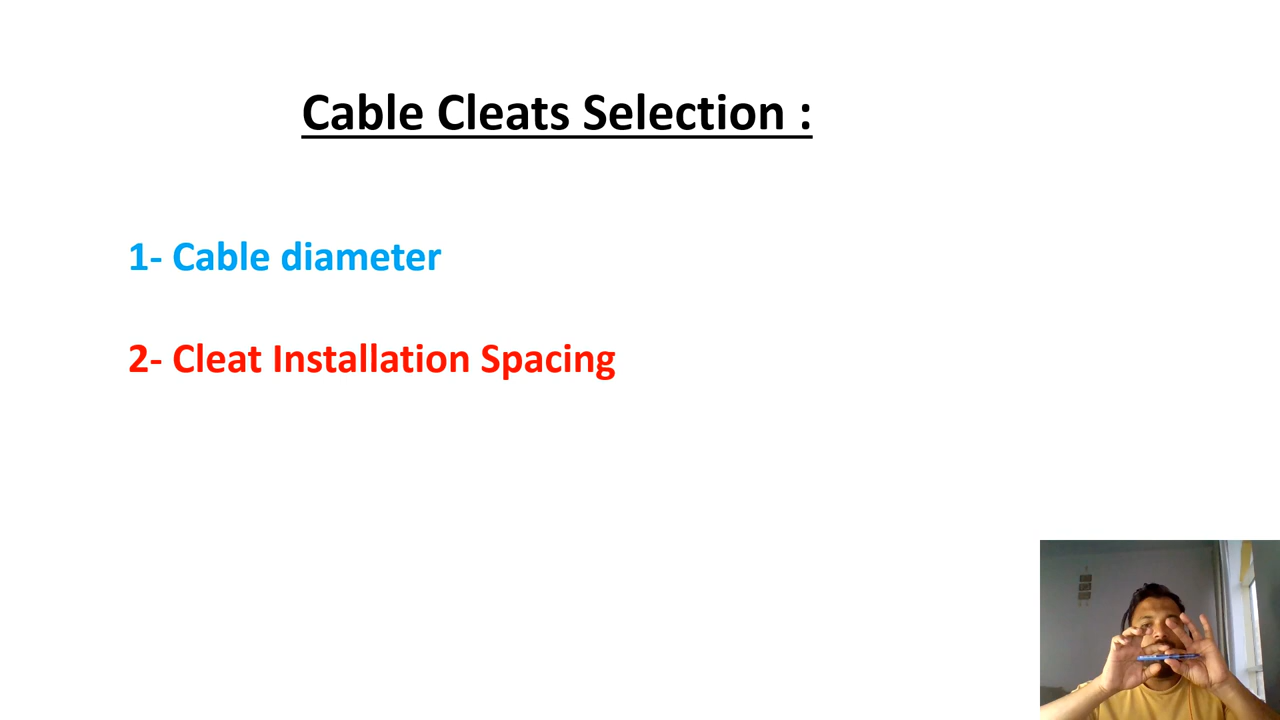 Cable Cleats Selection :
1- Cable diameter
2- Cleat Installation Spacing